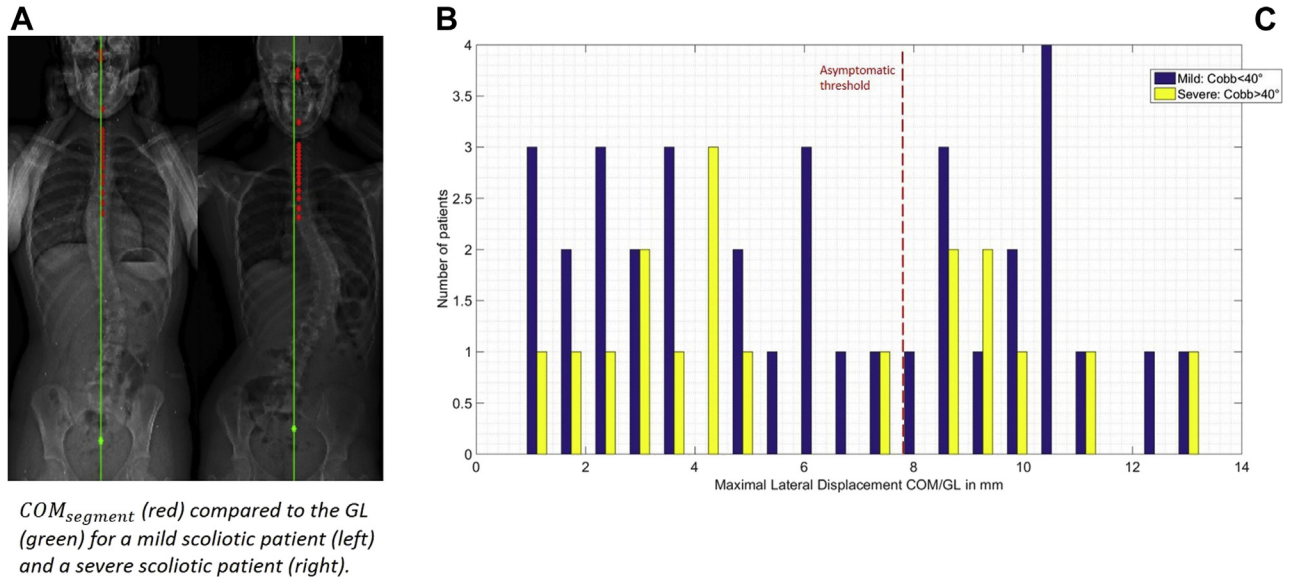 A
B
C
COM_segment (red) compared to the GL
(green) for a mild scoliotic patient (left)
and a severe scoliotic patient (right).
Number of patients
4
3.5
3
2.5
2
1.5
1
0.5
0
Asymptomatic
threshold
Mild: Cobb<40°
Severe: Cobb>40°
0 2 4 6 8 10 12 14
Maximal Lateral Displacement COM/GL in mm